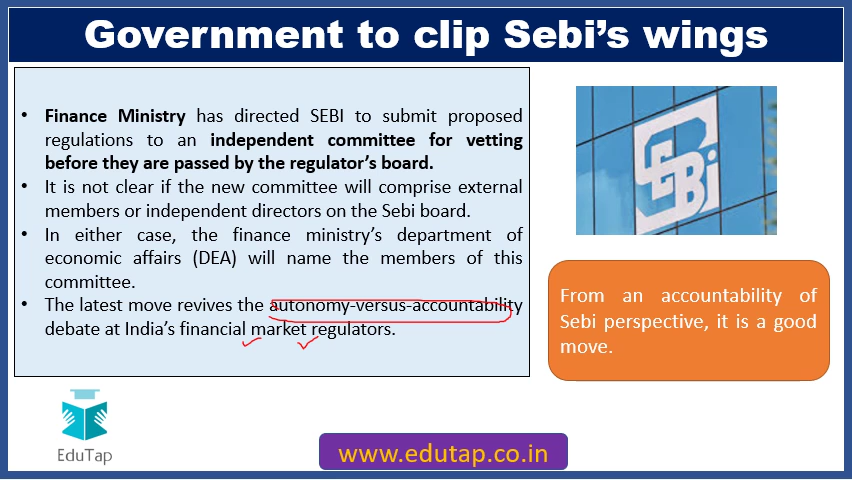 Government to clip Sebi's wings
• Finance Ministry has directed SEBI to submit proposed
regulations to an independent committee for vetting
before they are passed by the regulator's board.
• It is not clear if the new committee will comprise external
members or independent directors on the Sebi board.
• In either case, the finance ministry's department of
economic affairs (DEA) will name the members of this
committee.
• The latest move revives the autonomy-versus-accountability
debate at India's financial market regulators.
SEBi
From an accountability of
Sebi perspective, it is a good
move.
EduTap
www.edutap.co.in